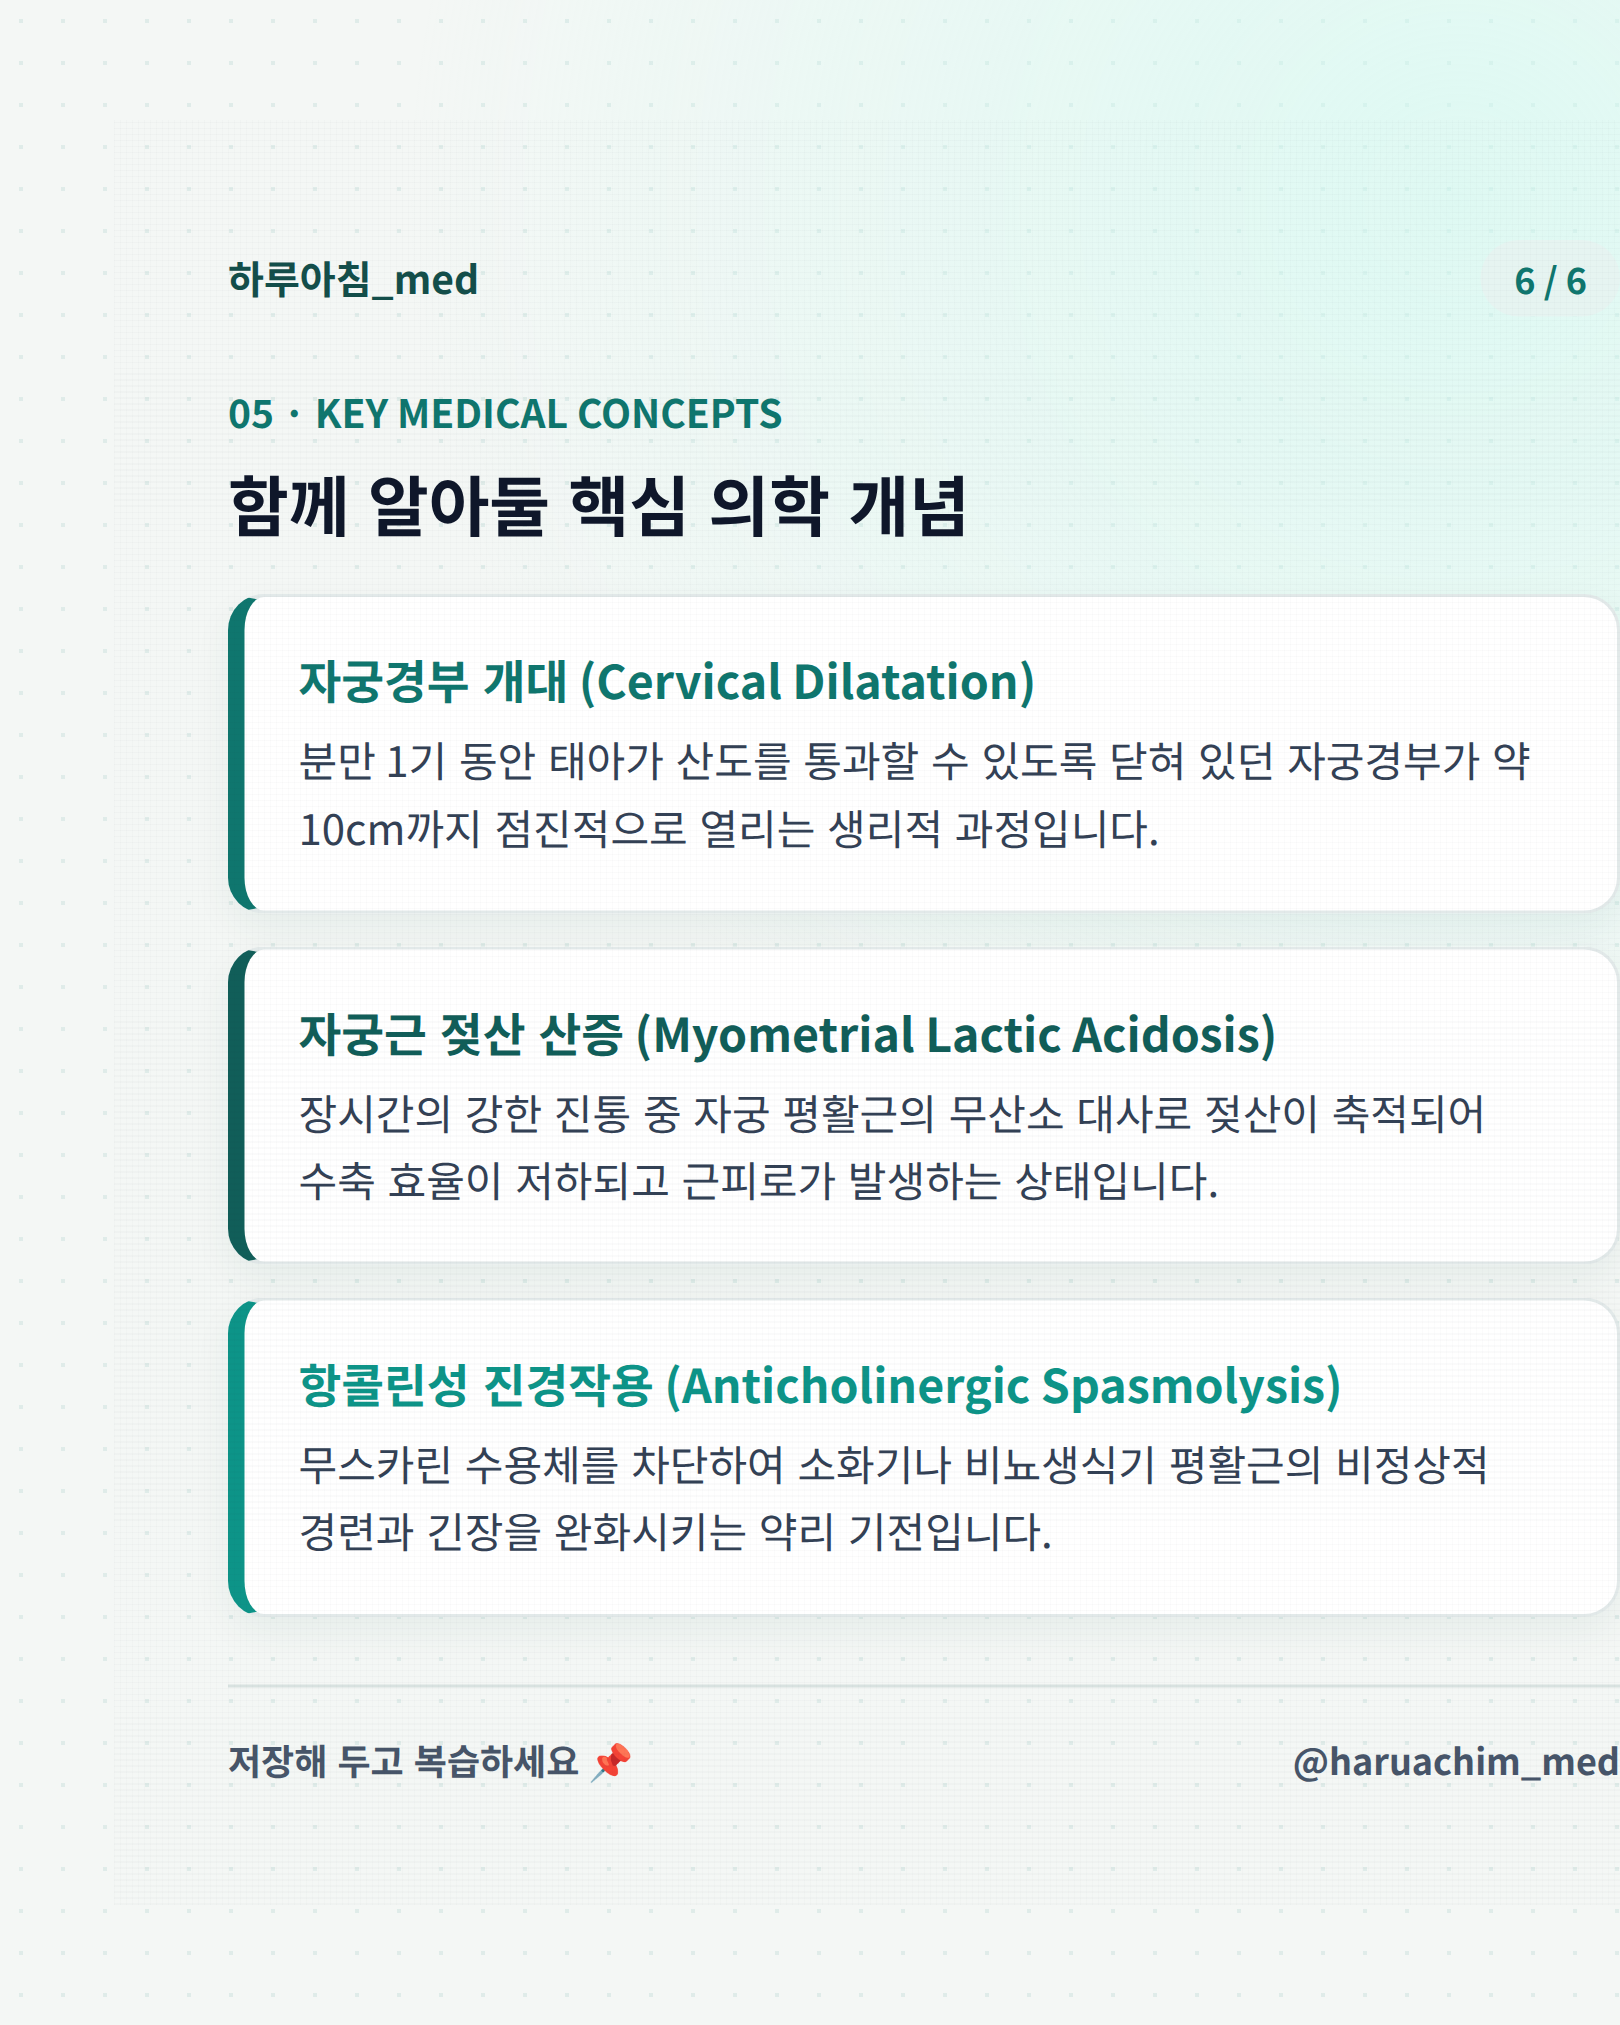 하루아침_med
6 / 6
05 · KEY MEDICAL CONCEPTS
함께 알아둘 핵심 의학 개념
자궁경부 개대 (Cervical Dilatation)
분만 1기 동안 태아가 산도를 통과할 수 있도록 닫혀 있던 자궁경부가 약
10cm까지 점진적으로 열리는 생리적 과정입니다.
자궁근 젖산 산증 (Myometrial Lactic Acidosis)
장시간의 강한 진통 중 자궁 평활근의 무산소 대사로 젖산이 축적되어
수축 효율이 저하되고 근피로가 발생하는 상태입니다.
항콜린성 진경작용 (Anticholinergic Spasmolysis)
무스카린 수용체를 차단하여 소화기나 비뇨생식기 평활근의 비정상적
경련과 긴장을 완화시키는 약리 기전입니다.
저장해 두고 복습하세요 📌
@haruachim_med